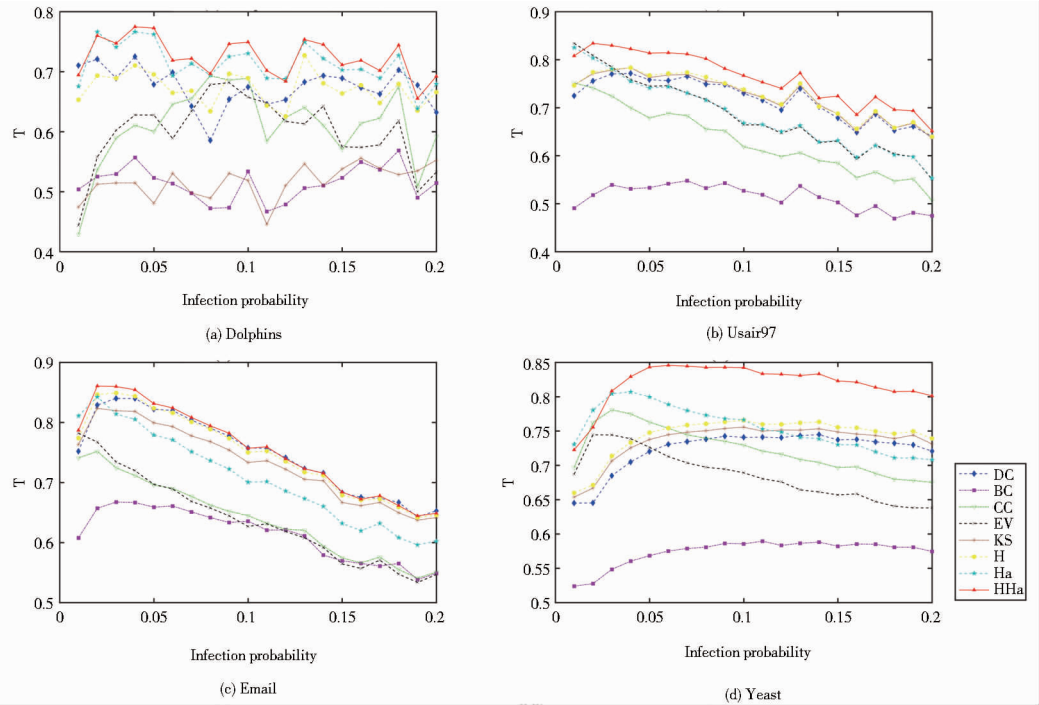 0.8
0.7
0.6
0.5
0.4
T
0 0.05 0.1 0.15 0.2
Infection probability
(a) Dolphins
0.9
0.8
0.7
0.6
0.5
0.4
T
0 0.05 0.1 0.15 0.2
Infection probability
(b) Usair97
0.9
0.8
0.7
0.6
0.5
T
0 0.05 0.1 0.15 0.2
Infection probability
(c) Email
0.85
0.8
0.75
0.7
0.65
0.6
0.55
0.5
T
0 0.05 0.1 0.15 0.2
Infection probability
(d) Yeast
DC
BC
CC
EV
KS
H
Ha
HHa